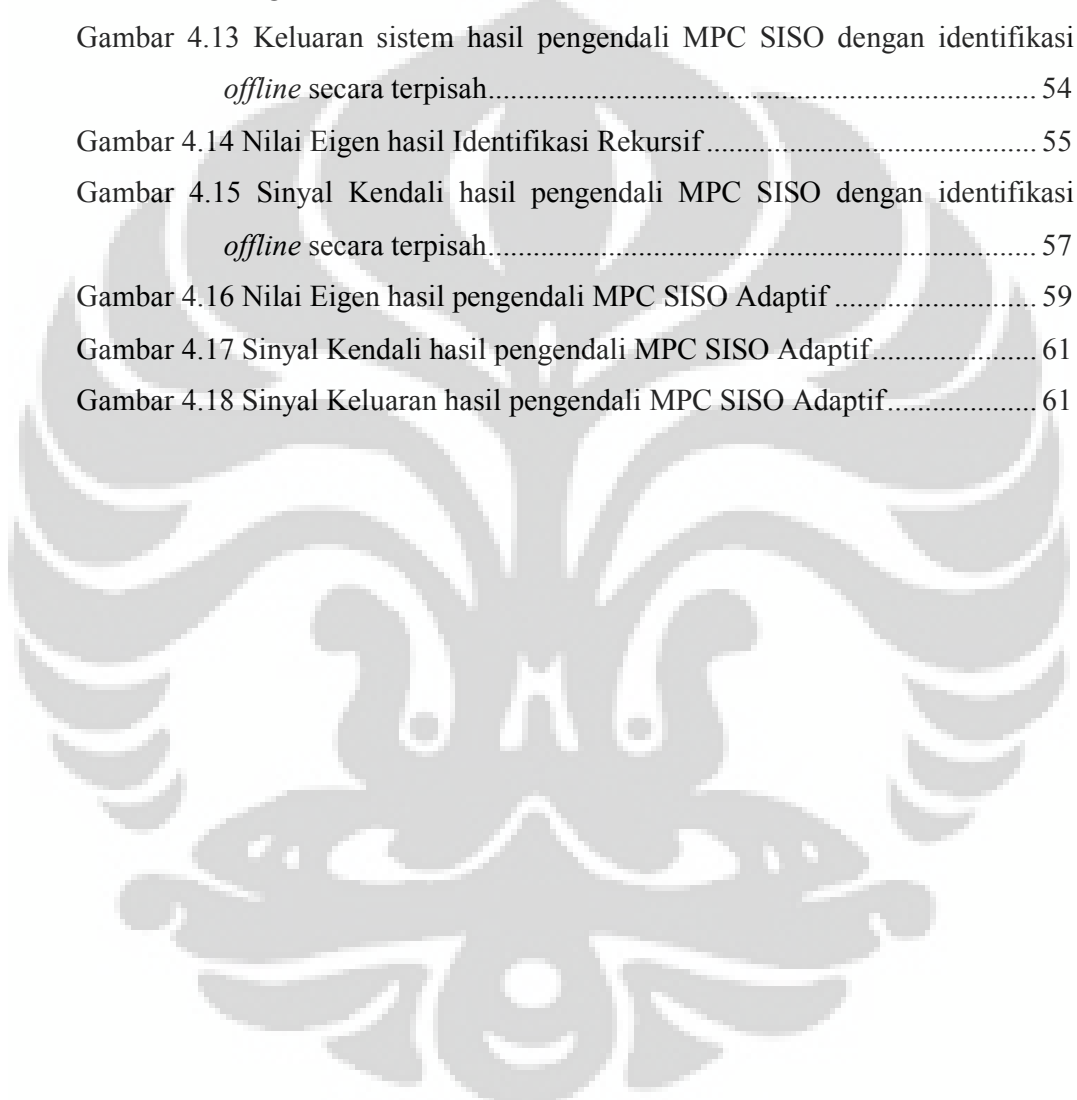 Gambar 4.13 Keluaran sistem hasil pengendali MPC SISO dengan identifikasi
offline secara terpisah.................................................................................. 54
Gambar 4.14 Nilai Eigen hasil Identifikasi Rekursif................................................. 55
Gambar 4.15 Sinyal Kendali hasil pengendali MPC SISO dengan identifikasi
offline secara terpisah.................................................................................. 57
Gambar 4.16 Nilai Eigen hasil pengendali MPC SISO Adaptif.............................. 59
Gambar 4.17 Sinyal Kendali hasil pengendali MPC SISO Adaptif........................ 61
Gambar 4.18 Sinyal Keluaran hasil pengendali MPC SISO Adaptif...................... 61